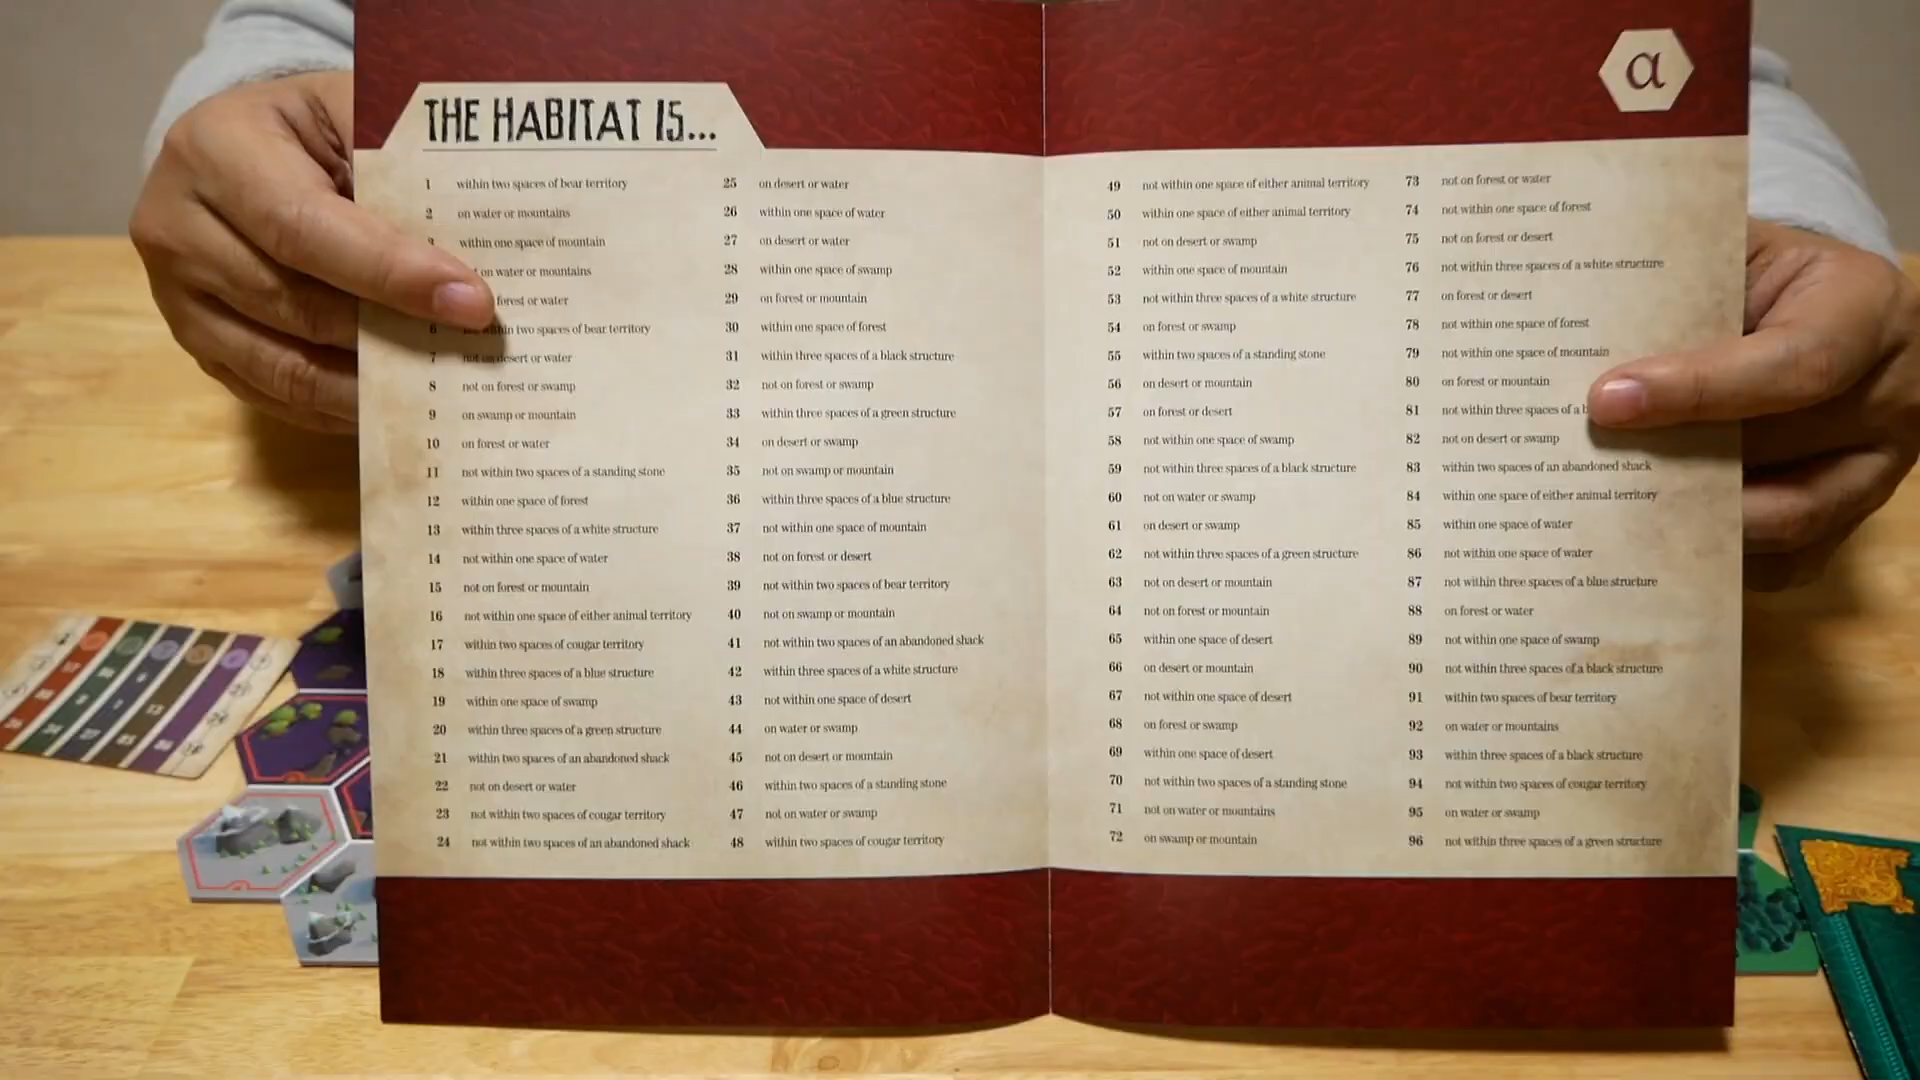 α
THE HABITAT IS...
1 within two spaces of bear territory
2 on water or mountains
3 within one space of mountain
on water or mountains
forest or water
6 within two spaces of bear territory
7 not on desert or water
8 not on forest or swamp
9 on swamp or mountain
10 on forest or water
11 not within two spaces of a standing stone
12 within one space of forest
13 within three spaces of a white structure
14 not within one space of water
15 not on forest or mountain
16 not within one space of either animal territory
17 within two spaces of cougar territory
18 within three spaces of a blue structure
19 within one space of swamp
20 within three spaces of a green structure
21 within two spaces of an abandoned shack
22 not on desert or water
23 not within two spaces of cougar territory
24 not within two spaces of an abandoned shack
25 on desert or water
26 within one space of water
27 on desert or water
28 within one space of swamp
29 on forest or mountain
30 within one space of forest
31 within three spaces of a black structure
32 not on forest or swamp
33 within three spaces of a green structure
34 on desert or swamp
35 not on swamp or mountain
36 within three spaces of a blue structure
37 not within one space of mountain
38 not on forest or desert
39 not within two spaces of bear territory
40 not on swamp or mountain
41 not within two spaces of an abandoned shack
42 within three spaces of a white structure
43 not within one space of desert
44 on water or swamp
45 not on desert or mountain
46 within two spaces of a standing stone
47 not on water or swamp
48 within two spaces of cougar territory
49 not within one space of either animal territory
50 within one space of either animal territory
51 not on desert or swamp
52 within one space of mountain
53 not within three spaces of a white structure
54 on forest or swamp
55 within two spaces of a standing stone
56 on desert or mountain
57 on forest or desert
58 not within one space of swamp
59 not within three spaces of a black structure
60 not on water or swamp
61 on desert or swamp
62 not within three spaces of a green structure
63 not on desert or mountain
64 not on forest or mountain
65 within one space of desert
66 on desert or mountain
67 not within one space of desert
68 on forest or swamp
69 within one space of desert
70 not within two spaces of a standing stone
71 not on water or mountains
72 on swamp or mountain
73 not on forest or water
74 not within one space of forest
75 not on forest or desert
76 not within three spaces of a white structure
77 on forest or desert
78 not within one space of forest
79 not within one space of mountain
80 on forest or mountain
81 not within three spaces of a b
82 not on desert or swamp
83 within two spaces of an abandoned shack
84 within one space of either animal territory
85 within one space of water
86 not within one space of water
87 not within three spaces of a blue structure
88 on forest or water
89 not within one space of swamp
90 not within three spaces of a black structure
91 within two spaces of bear territory
92 on water or mountains
93 within three spaces of a black structure
94 not within two spaces of cougar territory
95 on water or swamp
96 not within three spaces of a green structure